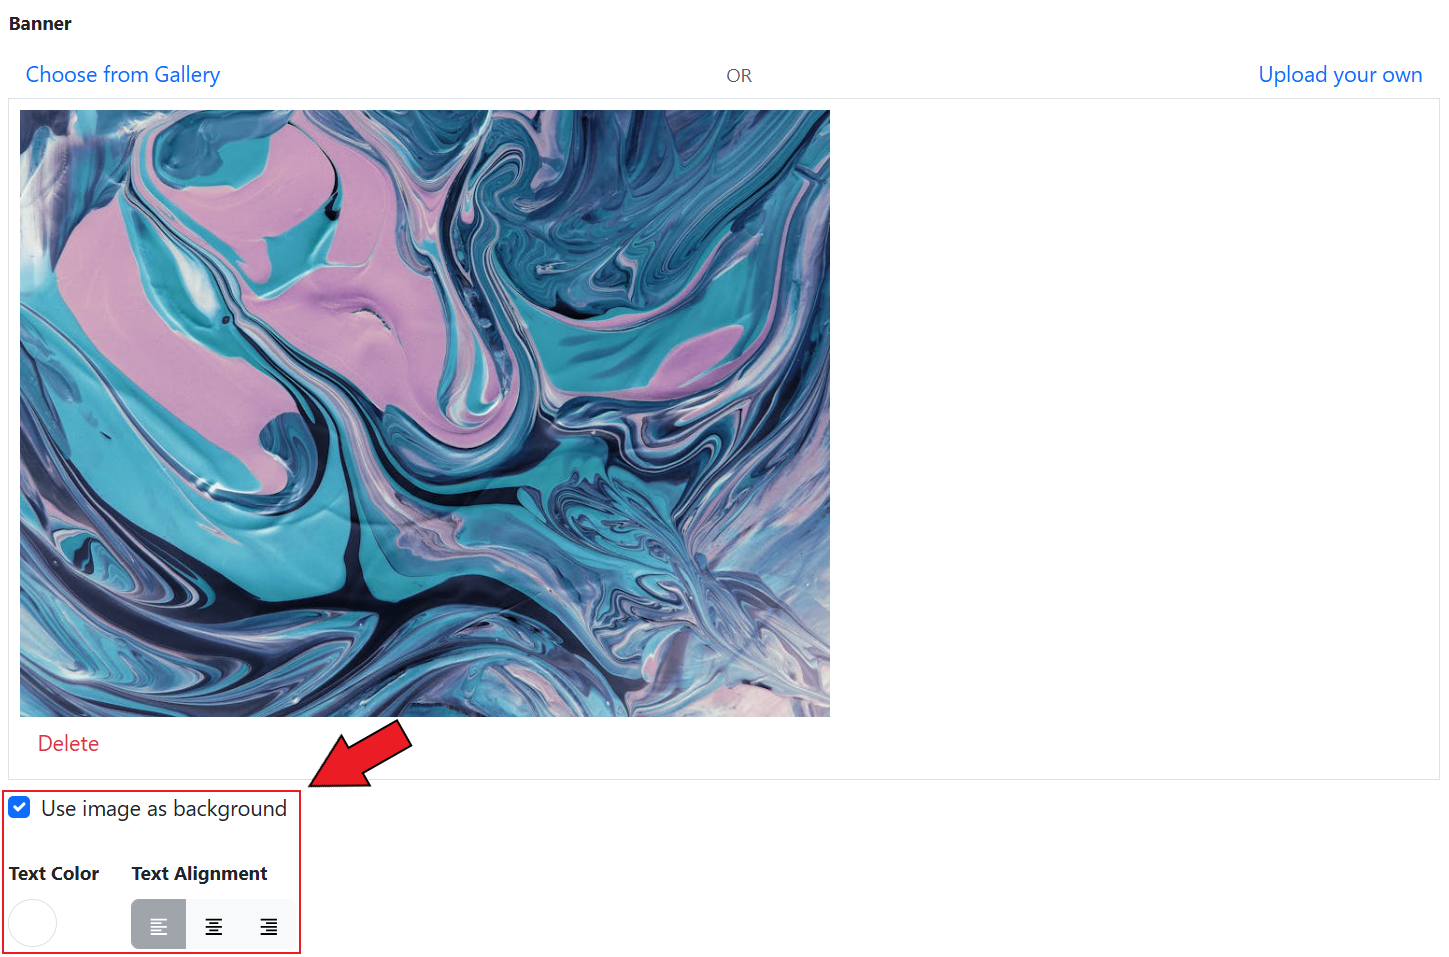 Banner
Choose from Gallery OR Upload your own
Delete
Use image as background
Text Color Text Alignment